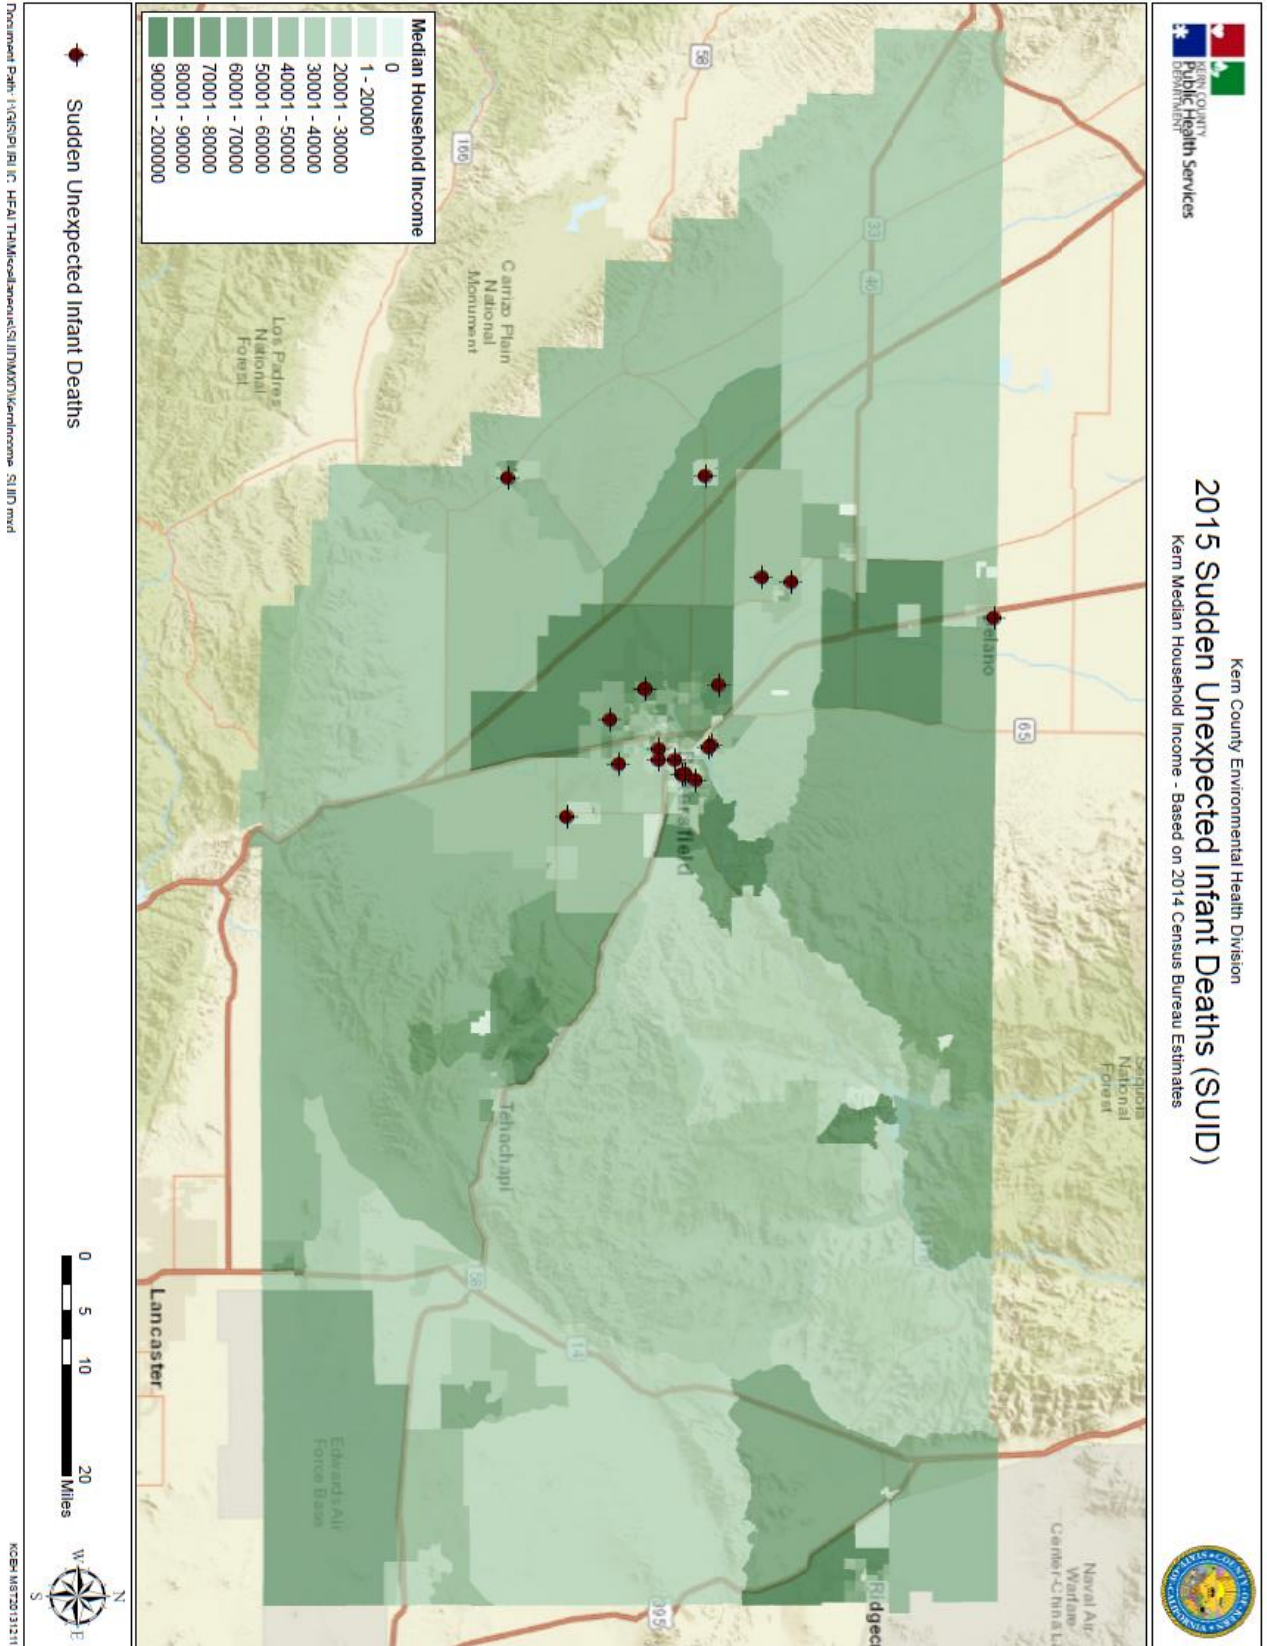 KERN COUNTY
Public Health Services
DEPARTMENT
Kern County Environmental Health Division
2015 Sudden Unexpected Infant Deaths (SUID)
Kern Median Household Income - Based on 2014 Census Bureau Estimates
Sequoia
National
Forest
Naval Air
Warfare
65
33
46
58
166
Carrizo Plain
National
Monument
Los Padres
National
Forest
Tehachapi
58
14
395
Edwards Air
Force Base
Lancaster
Median Household Income
0
1 - 20000
20001 - 30000
30001 - 40000
40001 - 50000
50001 - 60000
60001 - 70000
70001 - 80000
80001 - 90000
90001 - 200000
Sudden Unexpected Infant Deaths
0 5 10 20
Miles
N
W E
S
KCEH MST20131211